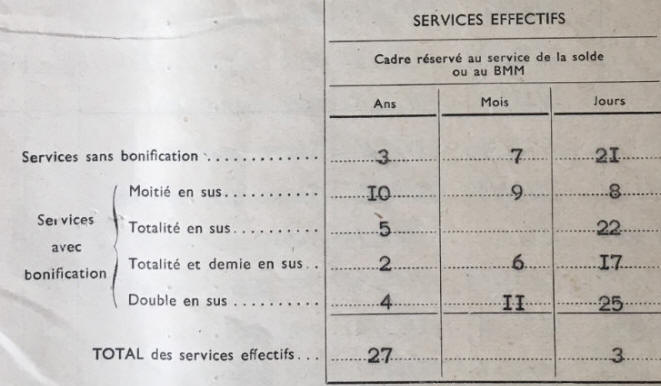 SERVICES EFFECTIFS
Cadre réservé au service de la solde
ou au BMM
Ans Mois Jours
Services sans bonification ............. 3 7 2I
Moitié en sus........... IO 9 8
Services
avec
bonification
Totalité en sus.......... 5 22
Totalité et demie en sus.. 2 6 I7
Double en sus .......... 4 II 25
TOTAL des services effectifs... 27 3